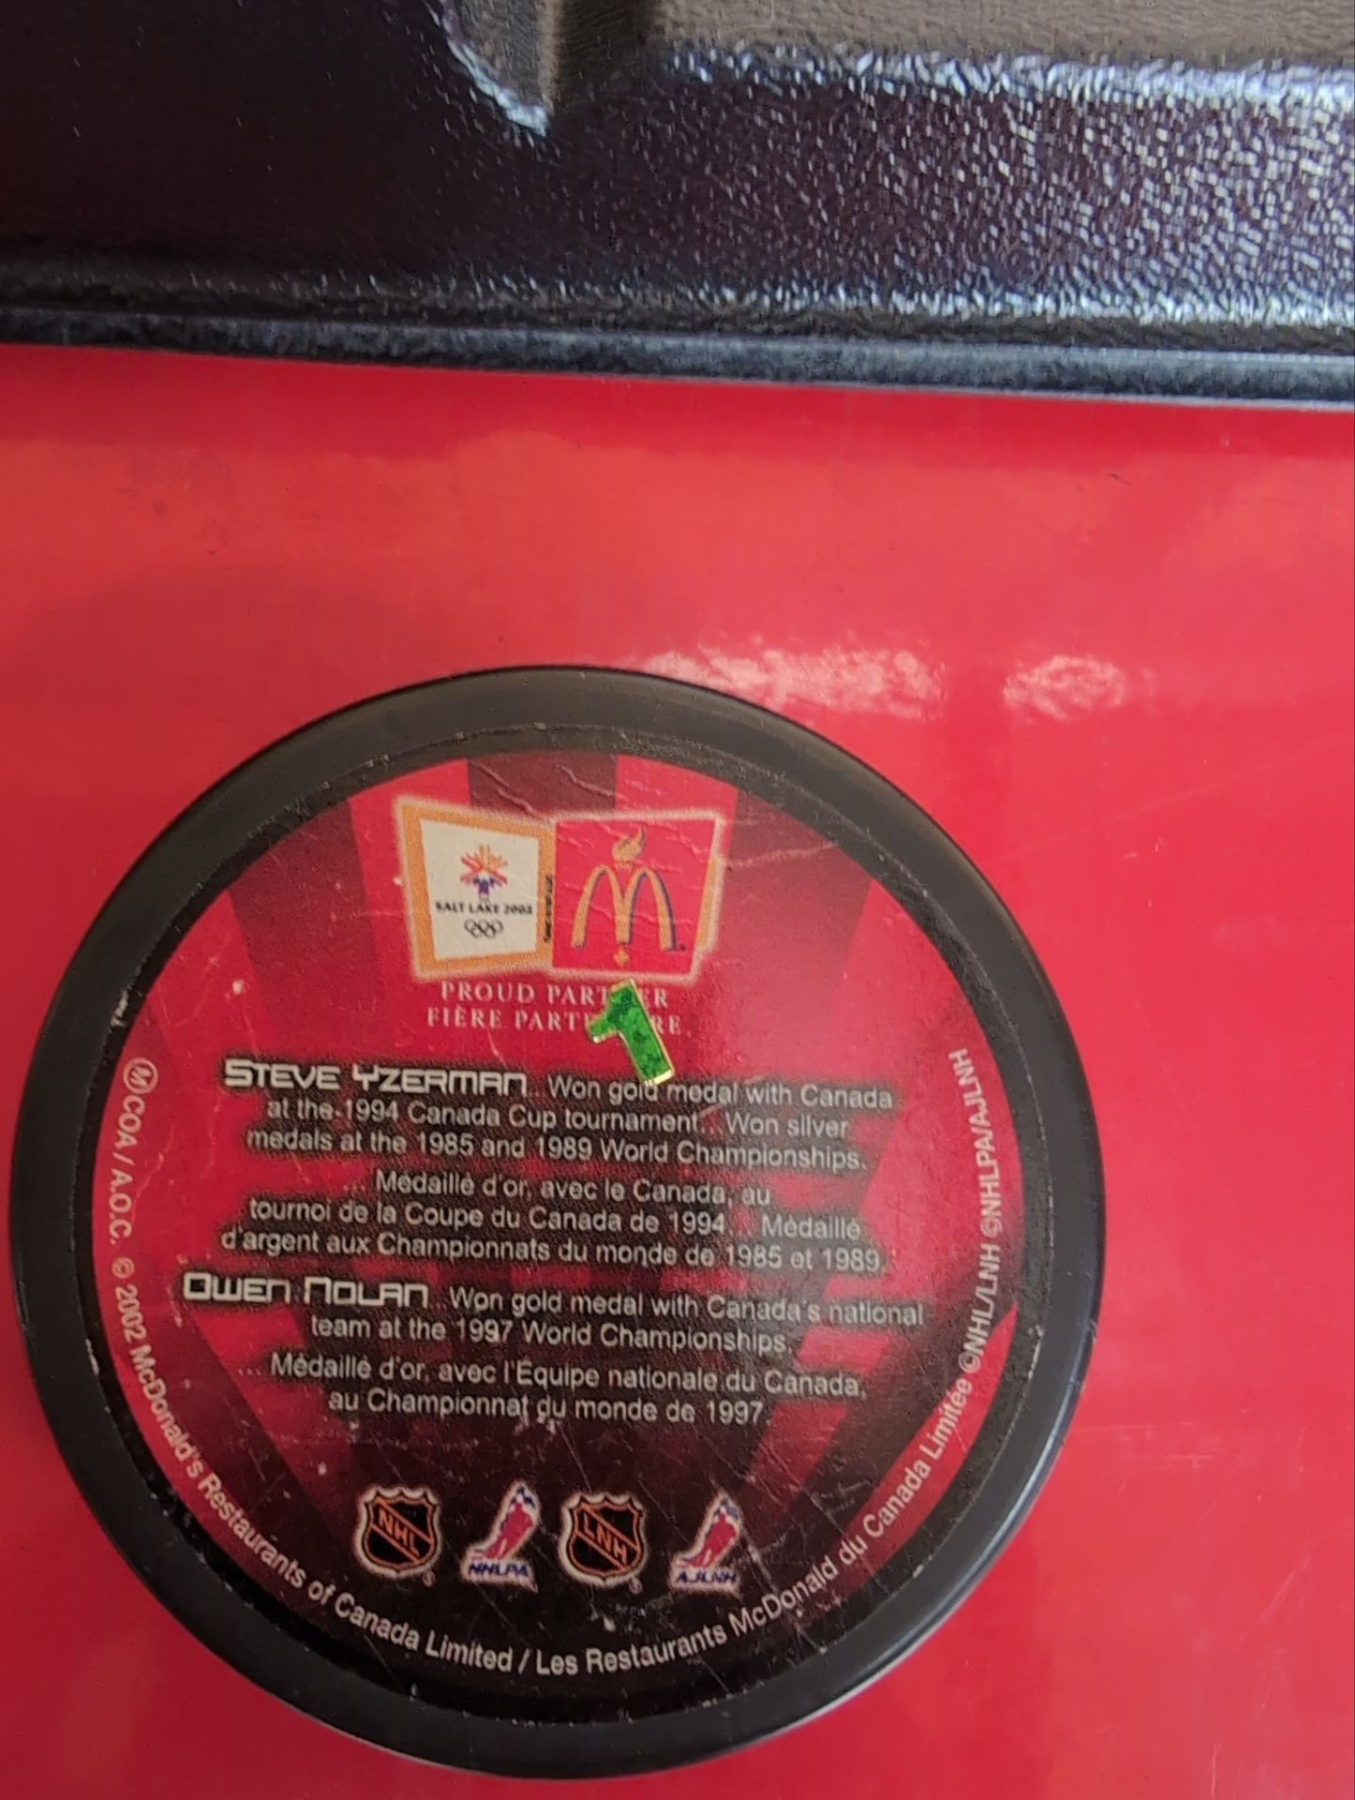 SALT LAKE 2002
PROUD PART ER
FIÈRE PARTE RE
1
STEVE YZERMAN...Won gold medal with Canada
at the 1994 Canada Cup tournament...Won silver
medals at the 1985 and 1989 World Championships.
... Médaillé d'or, avec le Canada, au
tournoi de la Coupe du Canada de 1994... Médaillé
d'argent aux Championnats du monde de 1985 et 1989.
OWEN NOLAN...Won gold medal with Canada's national
team at the 1997 World Championships.
... Médaillé d'or, avec l'Équipe nationale du Canada,
au Championnat du monde de 1997.
NHL NHLPA LNH AJLNH
M COA / A.O.C. © 2002 McDonald's Restaurants of Canada Limited / Les Restaurants McDonald du Canada Limitée ©NHL/LNH ©NHLPA/AJLNH